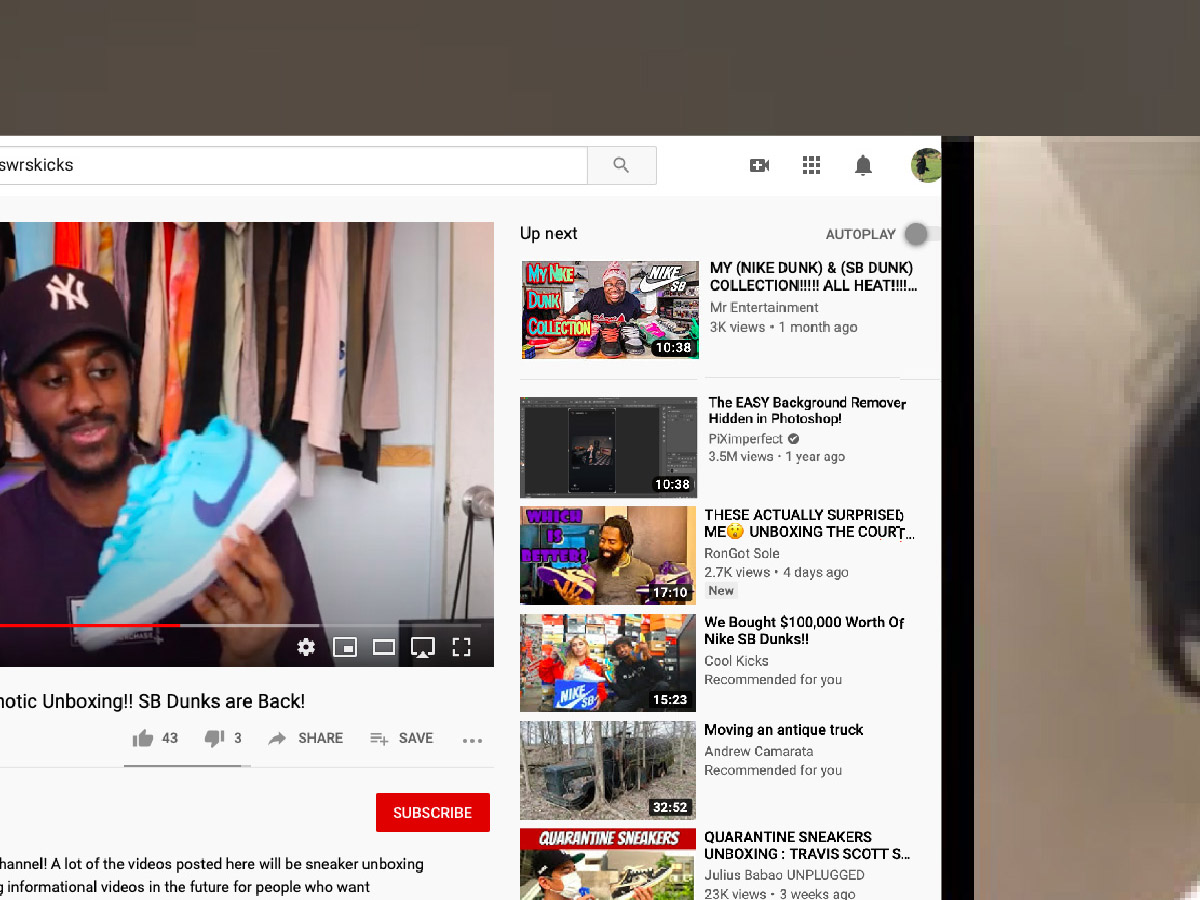 swrskicks
Up next
AUTOPLAY
MY NIKE
DUNK
COLLECTION
NIKE
SB
10:38
MY (NIKE DUNK) & (SB DUNK)
COLLECTION!!!!! ALL HEAT!!!!...
Mr Entertainment
3K views • 1 month ago
10:38
The EASY Background Remover
Hidden in Photoshop!
PiXimperfect
3.5M views • 1 year ago
WHICH
IS
BETTER?
17:10
THESE ACTUALLY SURPRISED
ME😲 UNBOXING THE COURT...
RonGot Sole
2.7K views • 4 days ago
New
NIKE
SB
15:23
We Bought $100,000 Worth Of
Nike SB Dunks!!
Cool Kicks
Recommended for you
32:52
Moving an antique truck
Andrew Camarata
Recommended for you
QUARANTINE SNEAKERS
QUARANTINE SNEAKERS
UNBOXING : TRAVIS SCOTT S...
Julius Babao UNPLUGGED
23K views • 3 weeks ago
NY
notic Unboxing!! SB Dunks are Back!
43
3
SHARE
SAVE
SUBSCRIBE
hannel! A lot of the videos posted here will be sneaker unboxing
g informational videos in the future for people who want